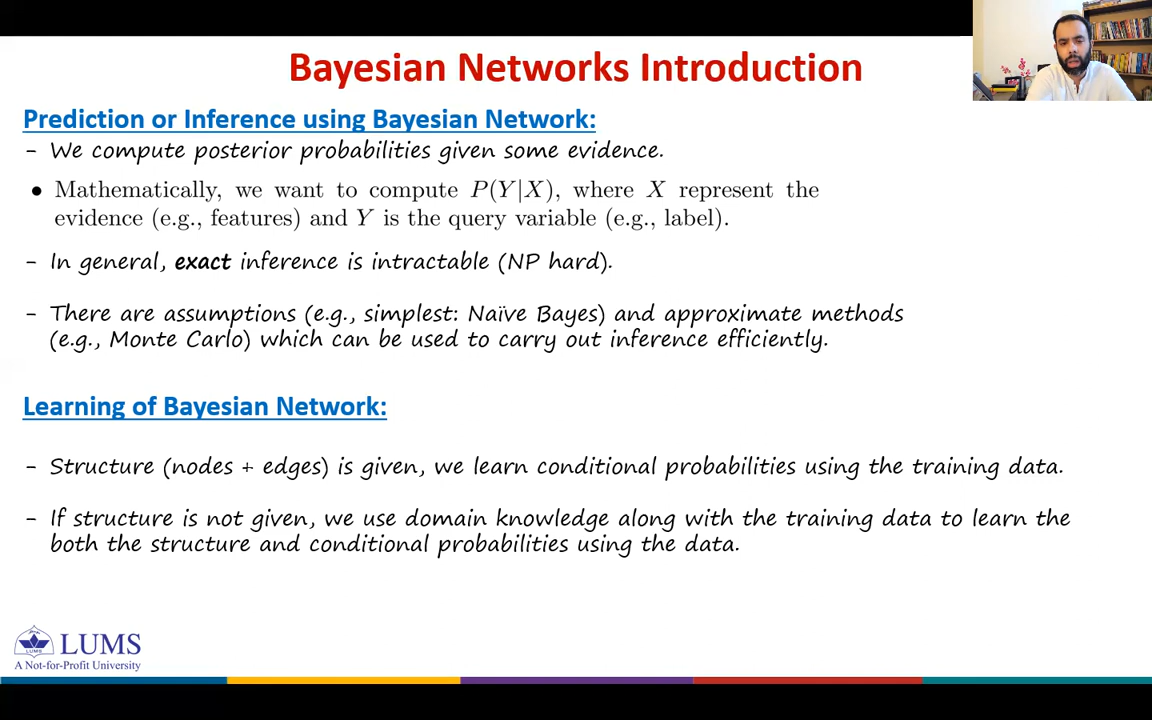 Bayesian Networks Introduction
Prediction or Inference using Bayesian Network:
- We compute posterior probabilities given some evidence.
• Mathematically, we want to compute P(Y|X), where X represent the
evidence (e.g., features) and Y is the query variable (e.g., label).
- In general, exact inference is intractable (NP hard).
- There are assumptions (e.g., simplest: Naïve Bayes) and approximate methods
(e.g., Monte Carlo) which can be used to carry out inference efficiently.
Learning of Bayesian Network:
- Structure (nodes + edges) is given, we learn conditional probabilities using the training data.
- If structure is not given, we use domain knowledge along with the training data to learn the
both the structure and conditional probabilities using the data.
LUMS
LUMS
A Not-for-Profit University